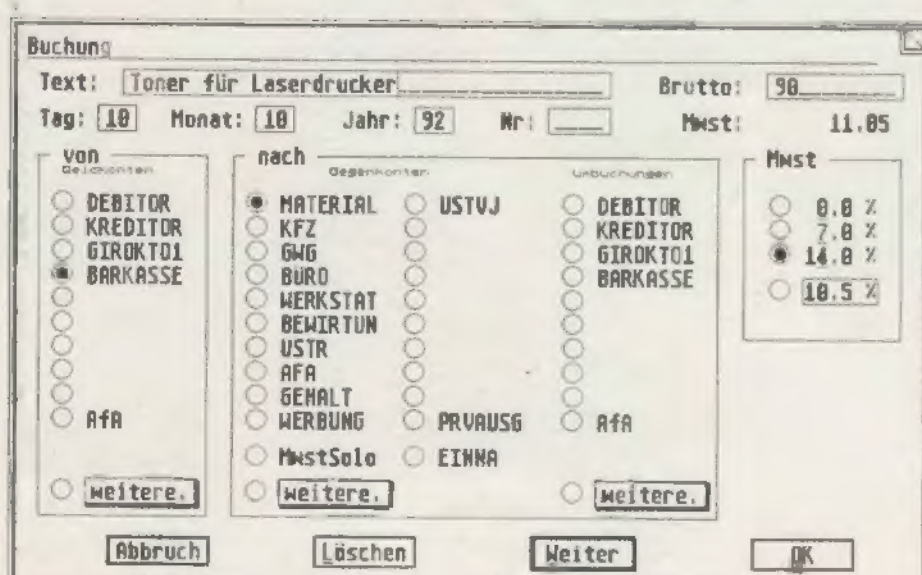 Buchung
Text: Toner für Laserdrucker Brutto: 90
Tag: 10 Monat: 10 Jahr: 92 Nr: Mwst: 11.05
von nach Mwst
Geldkonten Gegenkonten Umbuchungen
DEBITOR MATERIAL USTVJ DEBITOR 0.0 %
KREDITOR KFZ KREDITOR 7.0 %
GIROKTO1 GWG GIROKTO1 14.0 %
BARKASSE BÜRO BARKASSE 10.5 %
WERKSTAT
BEWIRTUN
USTR
AFA
GEHALT
AfA WERBUNG PRVAUSG AfA
MwstSolo EINNA
weitere. weitere. weitere.
Abbruch Löschen Weiter OK